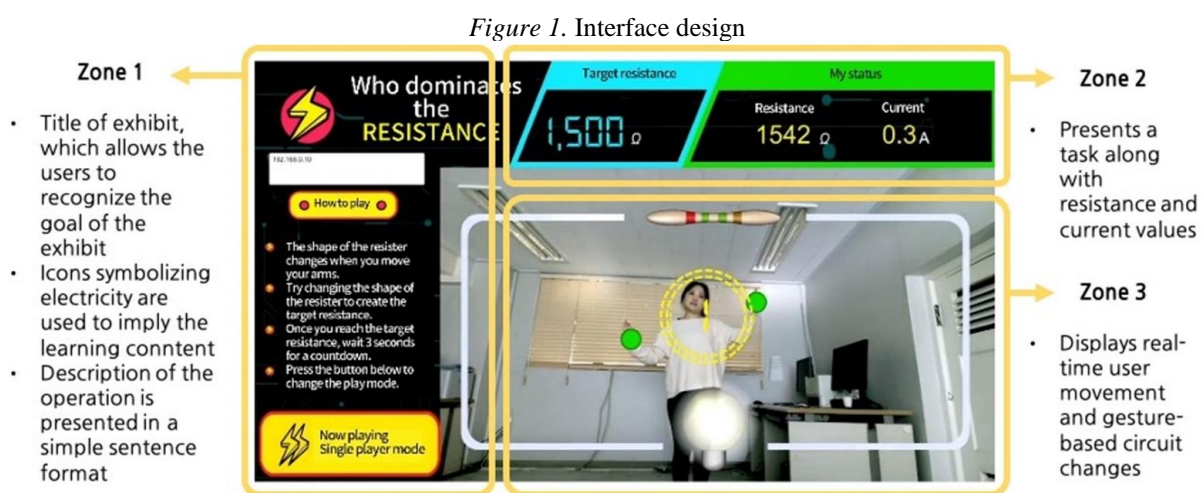 Figure 1. Interface design
Zone 1
• Title of exhibit,
which allows the
users to
recognize the
goal of the
exhibit
• Icons symbolizing
electricity are
used to imply the
learning conntent
• Description of the
operation is
presented in a
simple sentence
format
Who dominates
the
RESISTANCE
192.168.0.10
How to play
The shape of the resister
changes when you move
your arms.
Try changing the shape of
the resister to create the
target resistance.
Once you reach the target
resistance, wait 3 seconds
for a countdown.
Press the button below to
change the play mode.
Now playing
Single player mode
Target resistance
1,500 Ω
My status
Resistance Current
1542 Ω 0.3 A
Zone 2
• Presents a
task along
with
resistance and
current values
Zone 3
• Displays real-
time user
movement
and gesture-
based circuit
changes